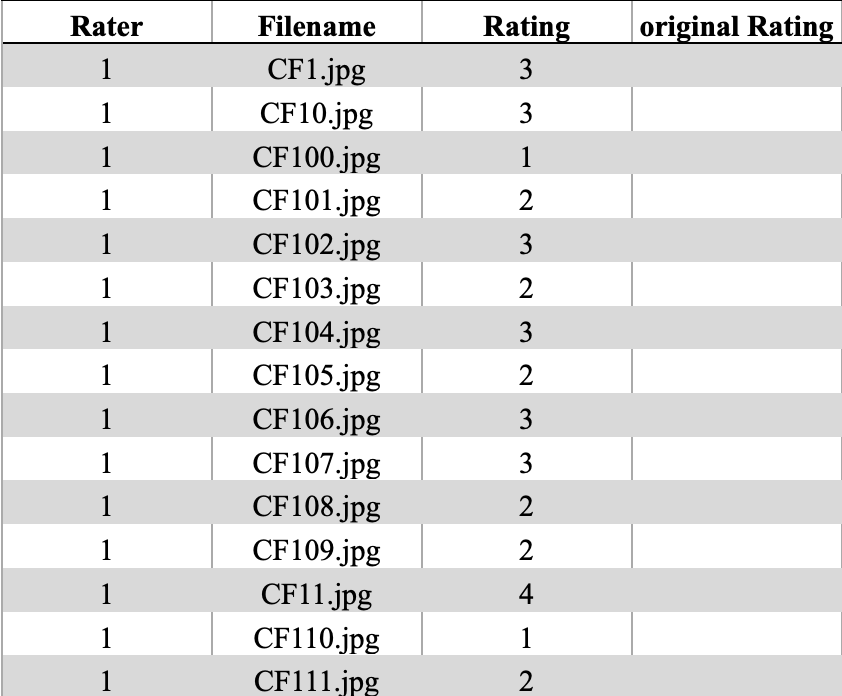 Rater Filename Rating original Rating
1 CF1.jpg 3
1 CF10.jpg 3
1 CF100.jpg 1
1 CF101.jpg 2
1 CF102.jpg 3
1 CF103.jpg 2
1 CF104.jpg 3
1 CF105.jpg 2
1 CF106.jpg 3
1 CF107.jpg 3
1 CF108.jpg 2
1 CF109.jpg 2
1 CF11.jpg 4
1 CF110.jpg 1
1 CF111.jpg 2